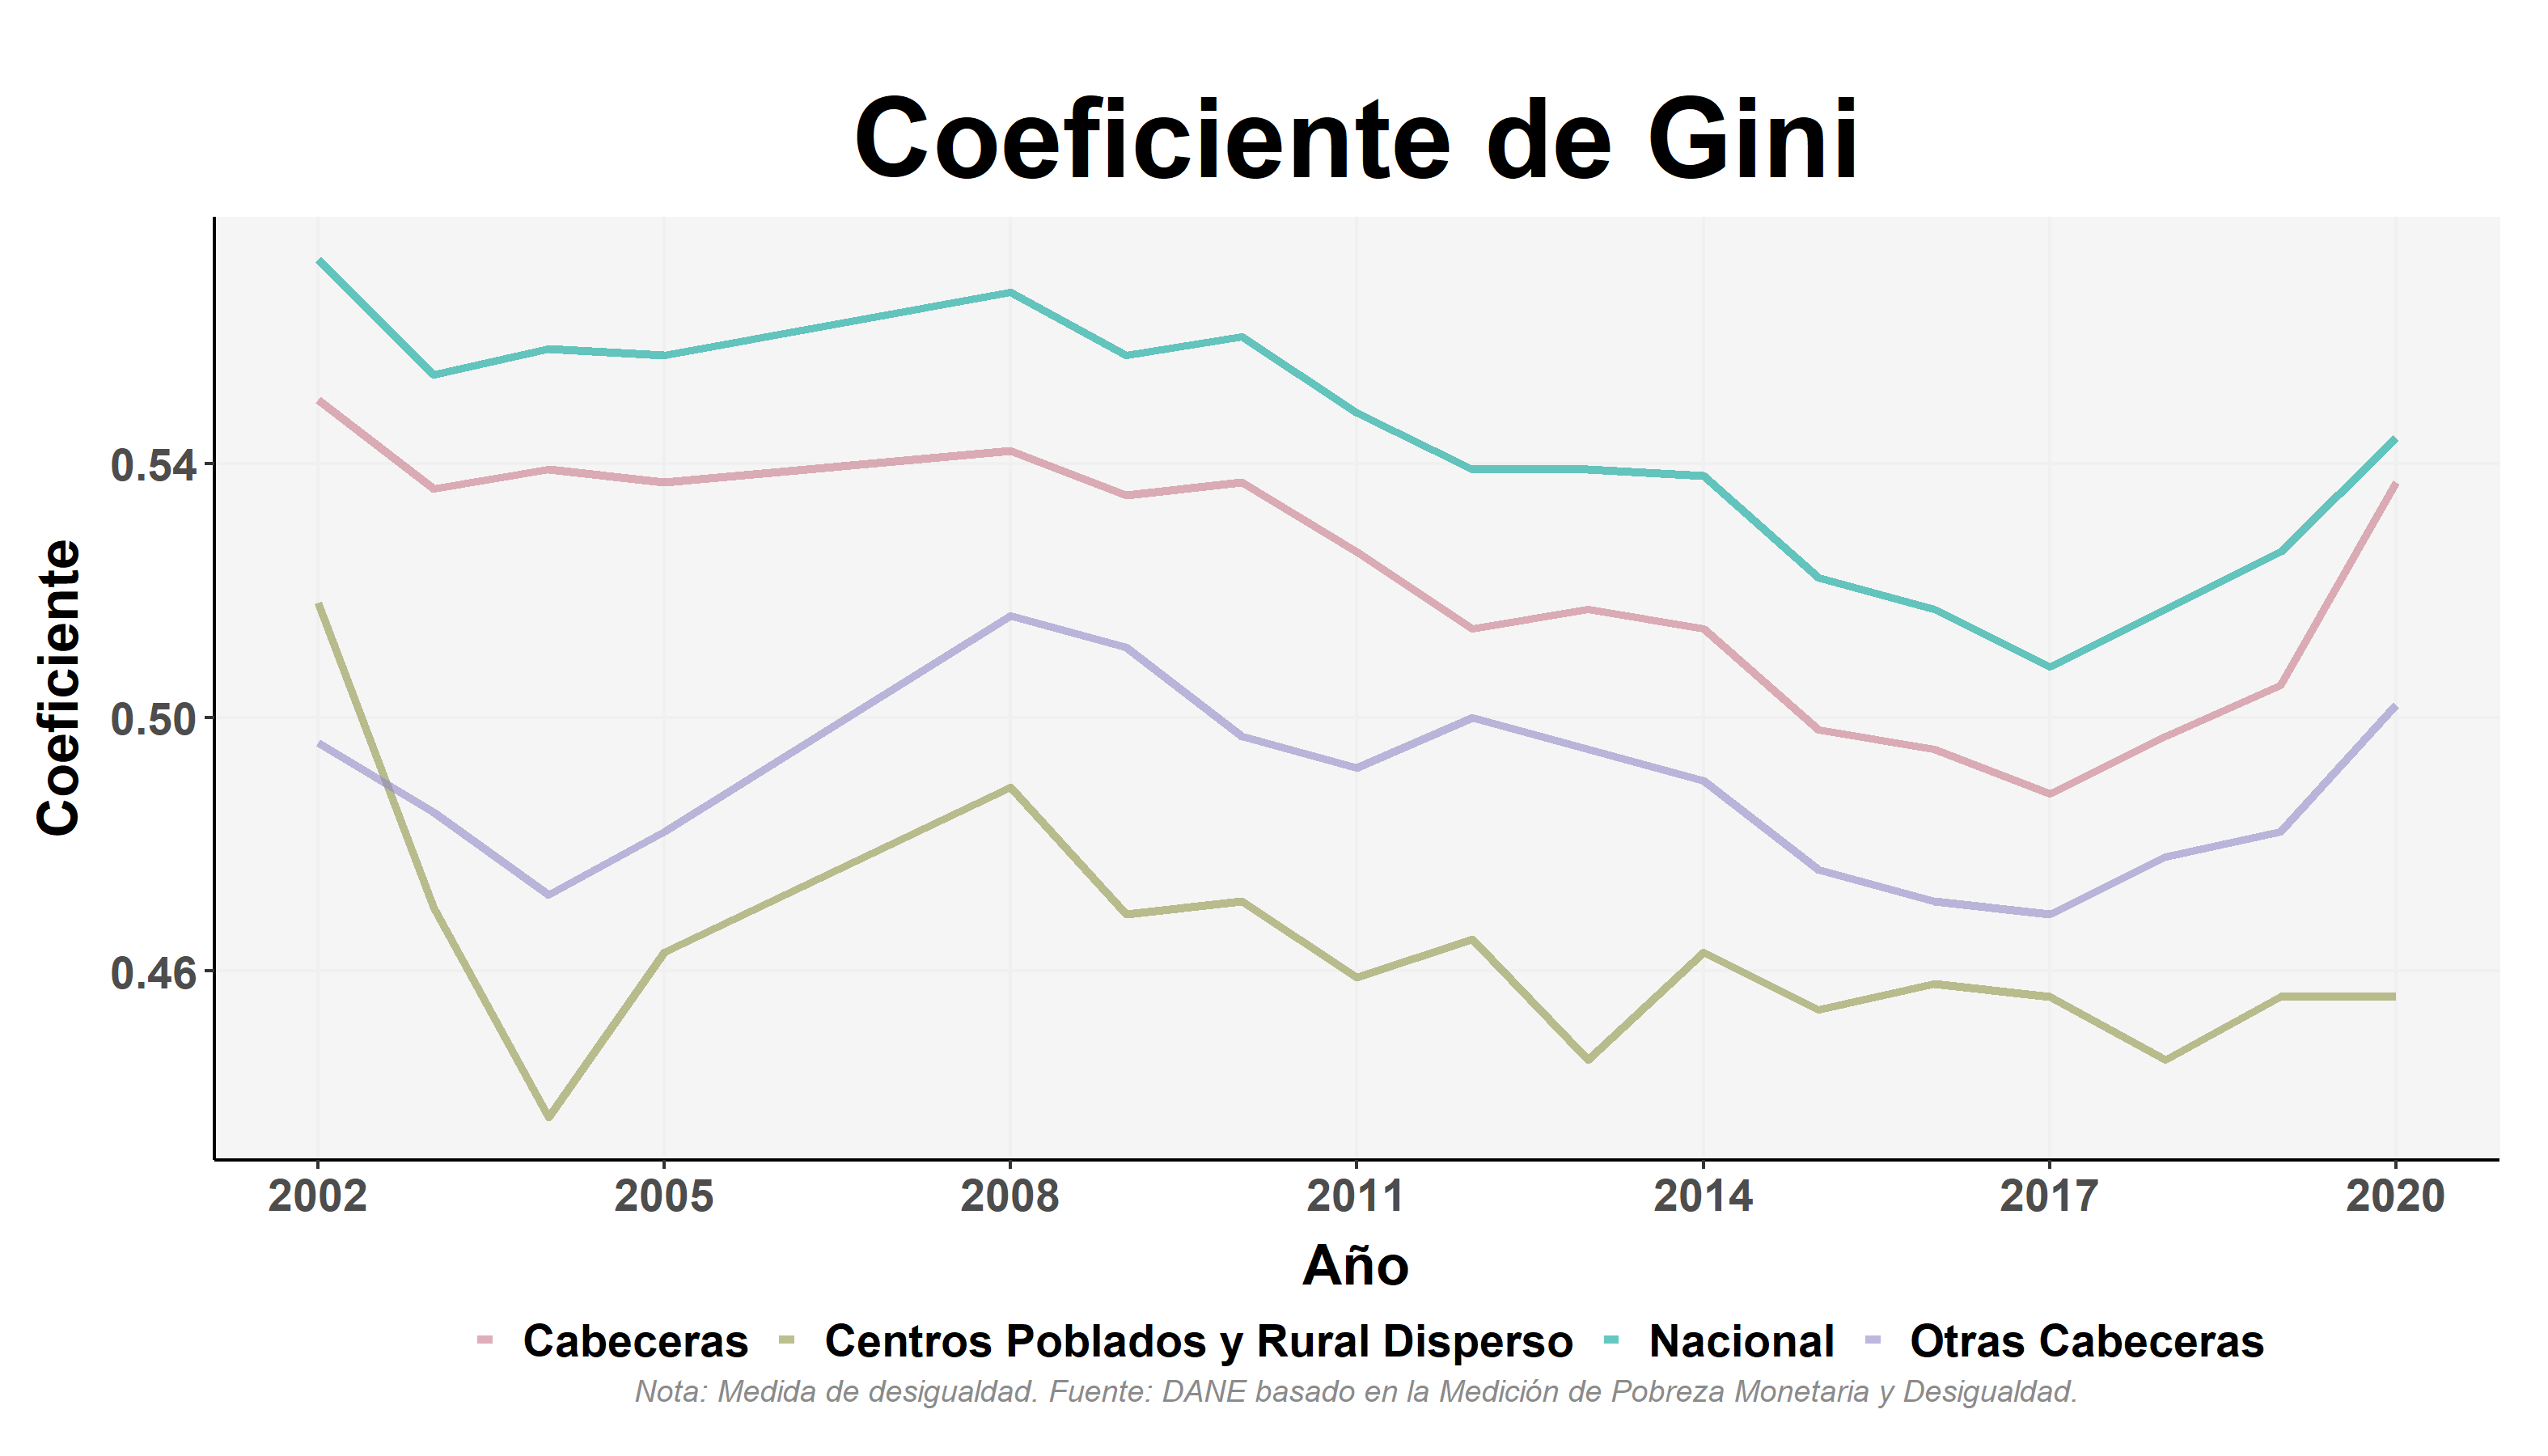 Coeficiente de Gini
Coeficiente
0.54
0.50
0.46
2002 2005 2008 2011 2014 2017 2020
Año
Cabeceras Centros Poblados y Rural Disperso Nacional Otras Cabeceras
Nota: Medida de desigualdad. Fuente: DANE basado en la Medición de Pobreza Monetaria y Desigualdad.